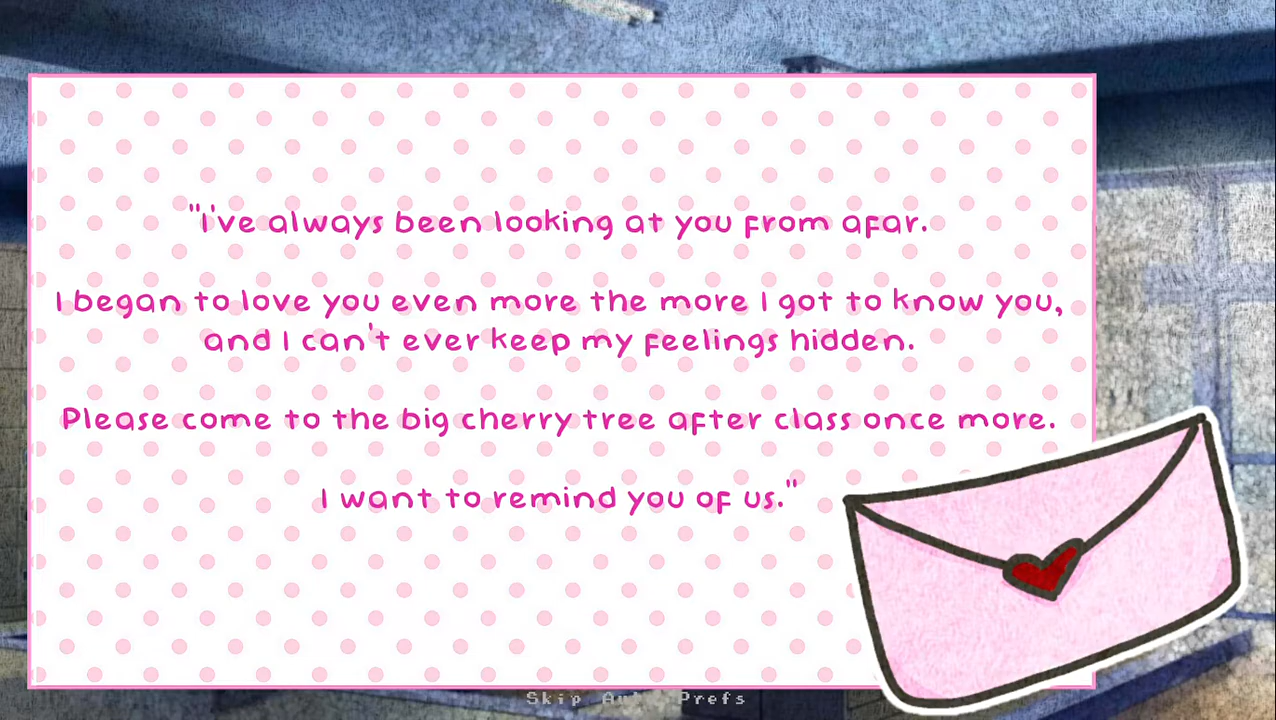 "I've always been looking at you from afar.
I began to love you even more the more I got to know you,
and I can't ever keep my feelings hidden.
Please come to the big cherry tree after class once more.
I want to remind you of us."
Skip Auto Prefs